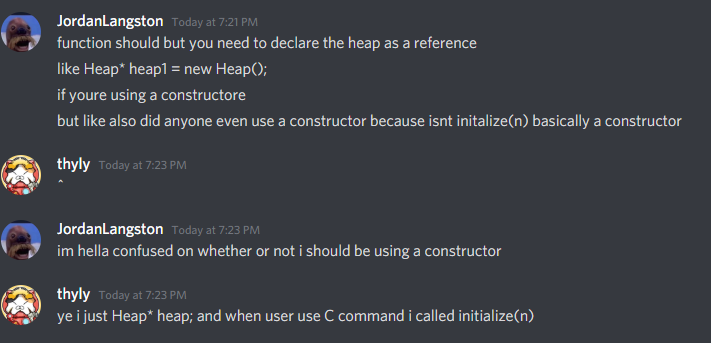 JordanLangston Today at 7:21 PM
function should but you need to declare the heap as a reference
like Heap* heap1 = new Heap();
if youre using a constructore
but like also did anyone even use a constructor because isnt initalize(n) basically a constructor
thyly Today at 7:23 PM
^
JordanLangston Today at 7:23 PM
im hella confused on whether or not i should be using a constructor
thyly Today at 7:23 PM
ye i just Heap* heap; and when user use C command i called initialize(n)